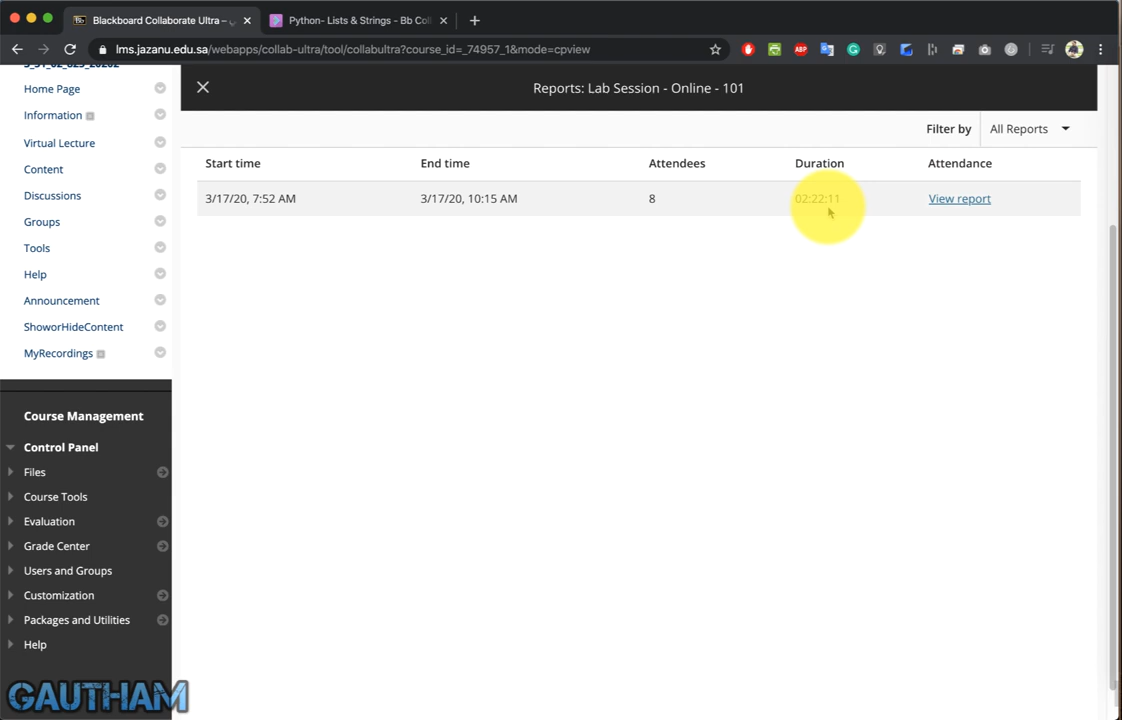 Blackboard Collaborate Ultra –
Python- Lists & Strings - Bb Col
lms.jazanu.edu.sa/webapps/collab-ultra/tool/collabultra?course_id=_74957_1&mode=cpview
Home Page
Information
Virtual Lecture
Content
Discussions
Groups
Tools
Help
Announcement
ShoworHideContent
MyRecordings
Course Management
Control Panel
Files
Course Tools
Evaluation
Grade Center
Users and Groups
Customization
Packages and Utilities
Help
GAUTHAM
Reports: Lab Session - Online - 101
Filter by All Reports
Start time End time Attendees Duration Attendance
3/17/20, 7:52 AM 3/17/20, 10:15 AM 8 02:22:11 View report